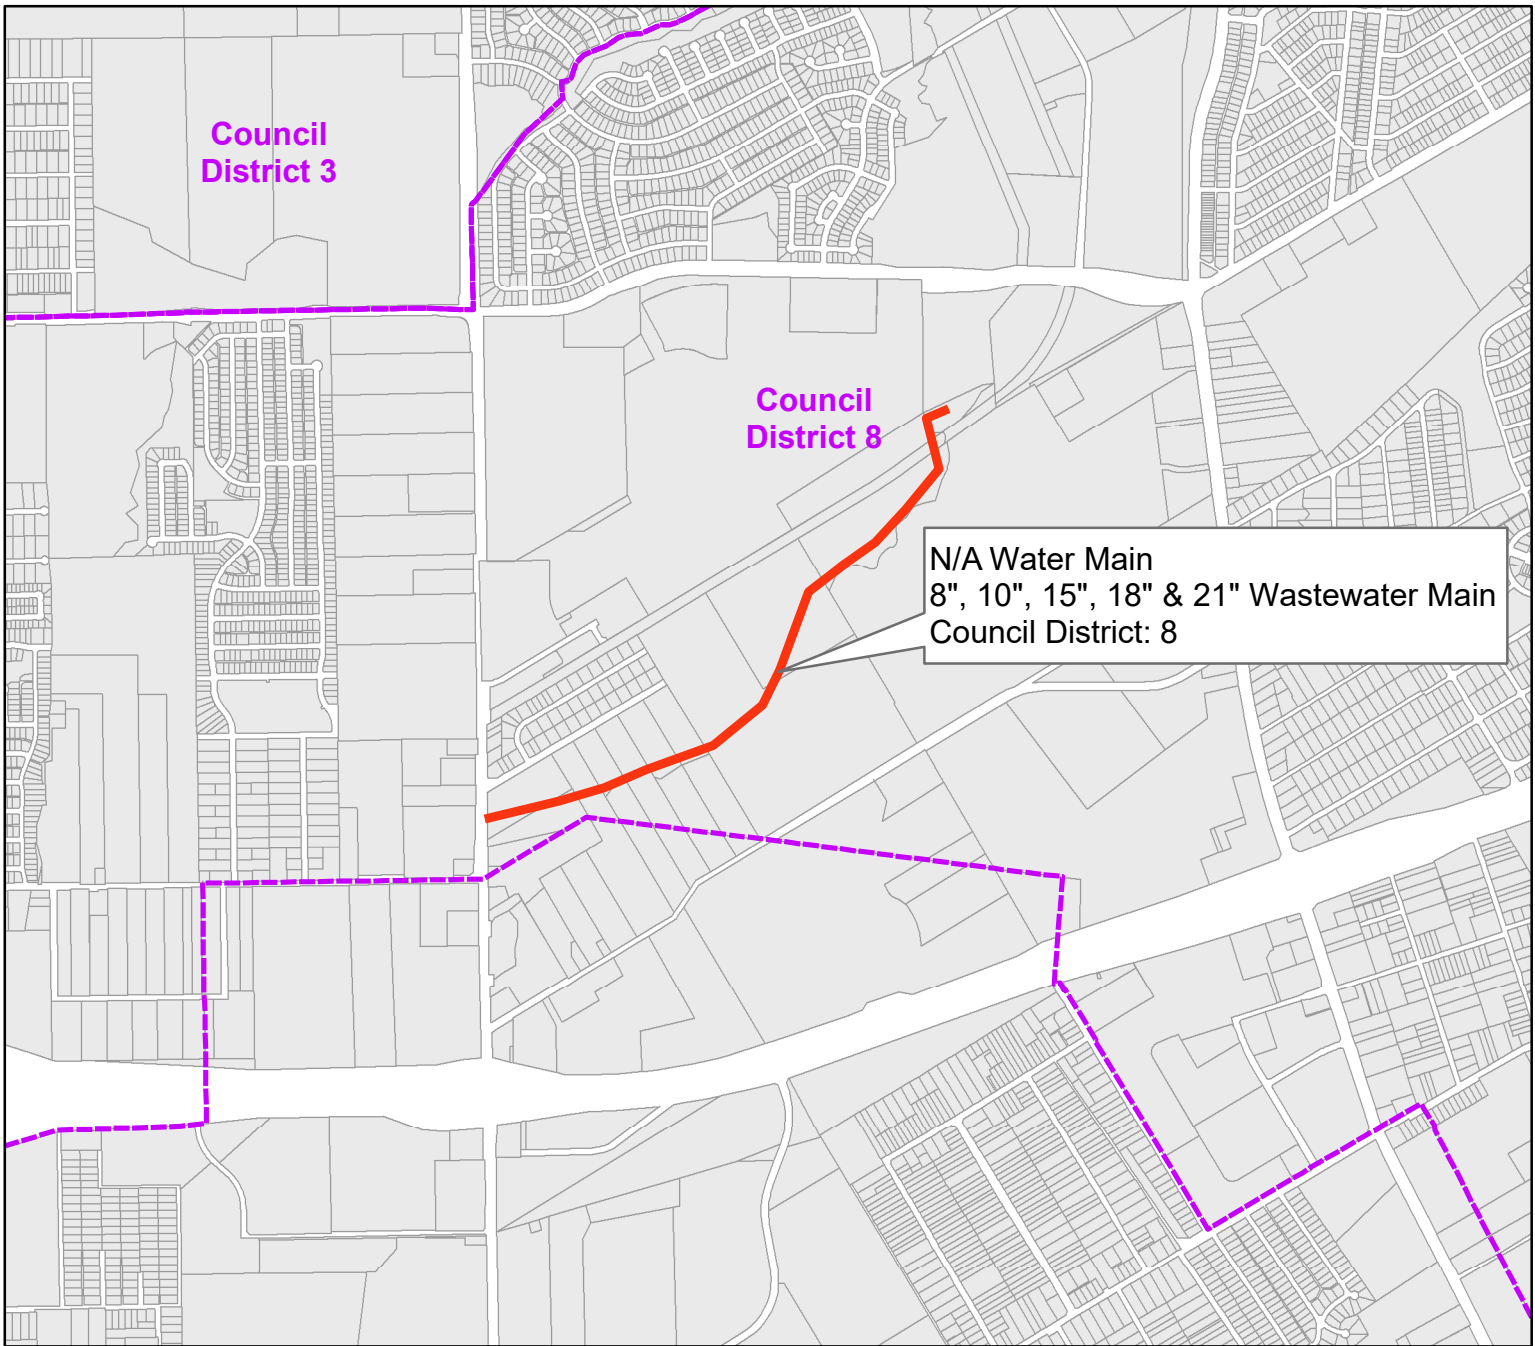 Council
District 3
Council
District 8
N/A Water Main
8", 10", 15", 18" & 21" Wastewater Main
Council District: 8